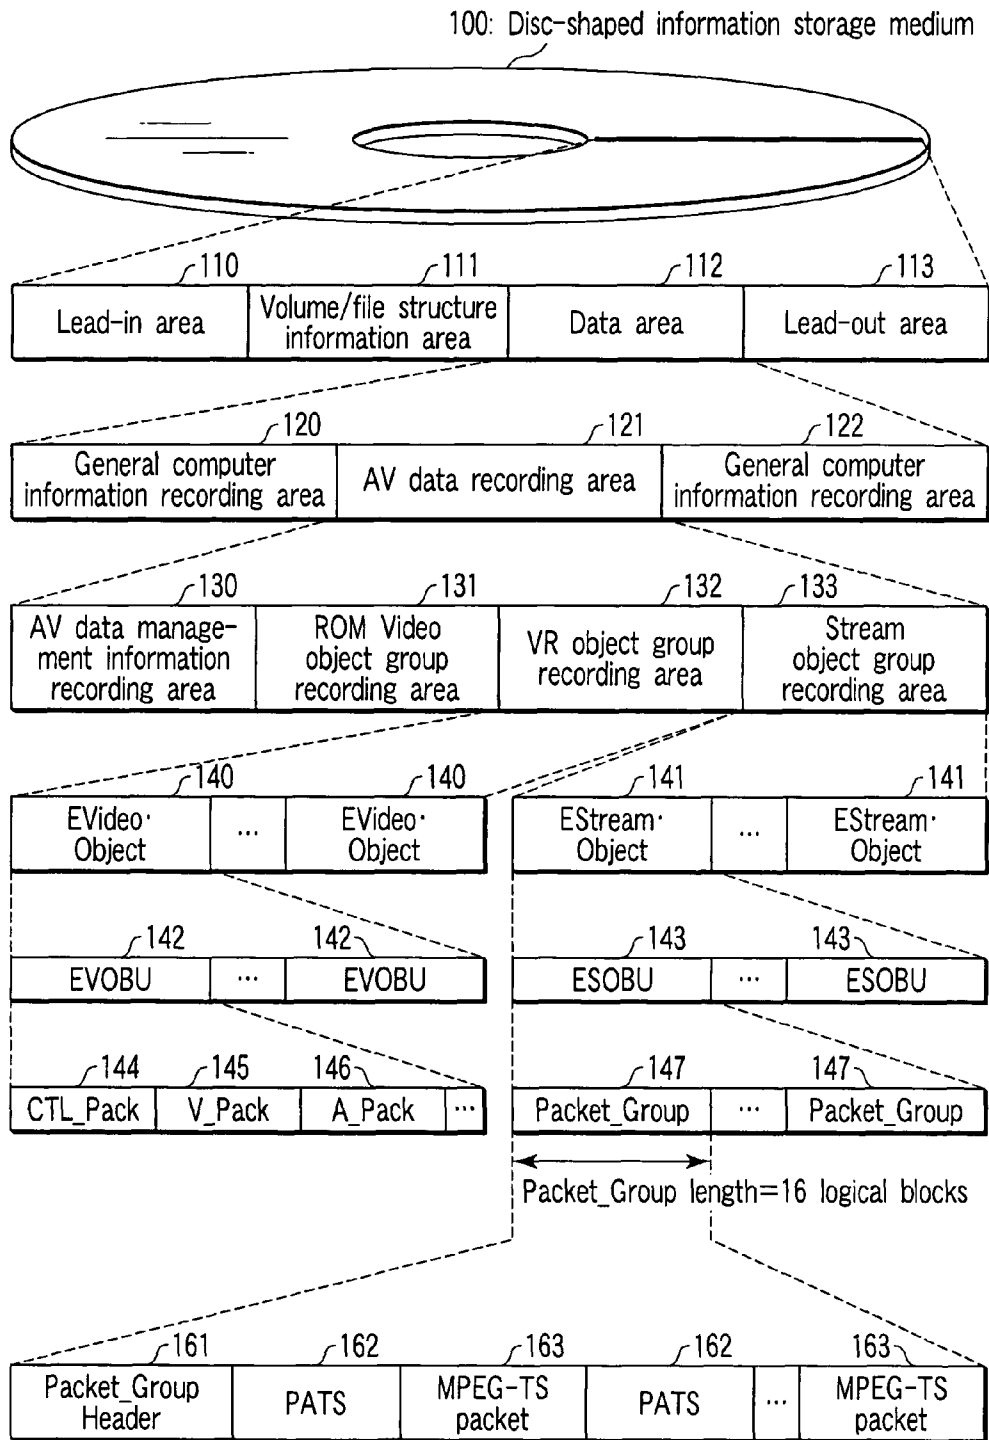 100: Disc-shaped information storage medium
110
111
112
113
Lead-in area
Volume/file structure
information area
Data area
Lead-out area
120
121
122
General computer
information recording area
AV data recording area
General computer
information recording area
130
131
132
133
AV data manage-
ment information
recording area
ROM Video
object group
recording area
VR object group
recording area
Stream
object group
recording area
140
140
141
141
EVideo·
Object
...
EVideo·
Object
EStream·
Object
...
EStream·
Object
142
142
143
143
EVOBU
...
EVOBU
ESOBU
...
ESOBU
144
145
146
147
147
CTL_Pack
V_Pack
A_Pack
...
Packet_Group
...
Packet_Group
Packet_Group length=16 logical blocks
161
162
163
162
163
Packet_Group
Header
PATS
MPEG-TS
packet
PATS
...
MPEG-TS
packet